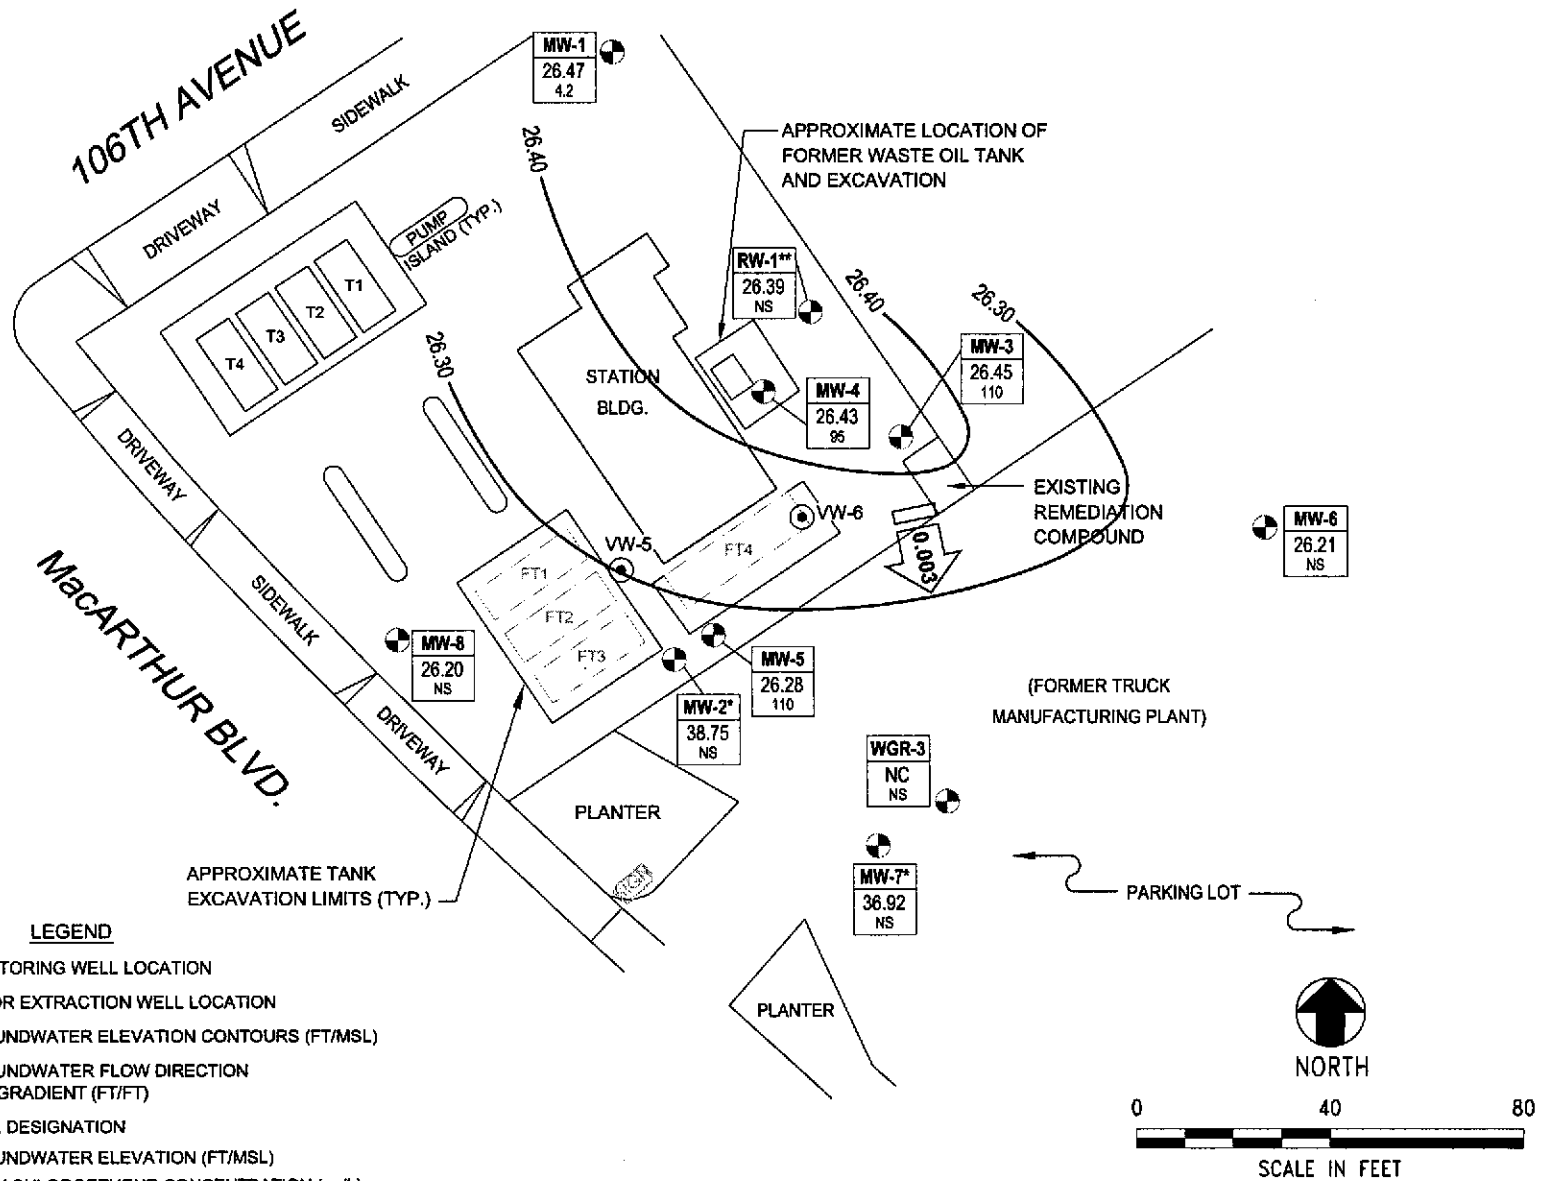 106TH AVENUE
SIDEWALK
DRIVEWAY
MW-1
26.47
4.2
26.40
APPROXIMATE LOCATION OF
FORMER WASTE OIL TANK
AND EXCAVATION
PUMP
ISLAND (TYP.)
T1
T2
T3
T4
RW-1**
26.39
NS
26.40
26.30
26.30
MW-3
26.45
110
STATION
BLDG.
MW-4
26.43
95
DRIVEWAY
EXISTING
REMEDIATION
COMPOUND
VW-6
VW-5
FT4
FT1
FT2
FT3
0.003
MW-6
26.21
NS
MacARTHUR BLVD.
SIDEWALK
MW-8
26.20
NS
MW-5
26.28
110
MW-2*
38.75
NS
(FORMER TRUCK
MANUFACTURING PLANT)
DRIVEWAY
WGR-3
NC
NS
PLANTER
SIGN
APPROXIMATE TANK
EXCAVATION LIMITS (TYP.)
MW-7*
36.92
NS
PARKING LOT
LEGEND
TORING WELL LOCATION
OR EXTRACTION WELL LOCATION
UNDWATER ELEVATION CONTOURS (FT/MSL)
UNDWATER FLOW DIRECTION
GRADIENT (FT/FT)
DESIGNATION
UNDWATER ELEVATION (FT/MSL)
PLANTER
NORTH
0 40 80
SCALE IN FEET